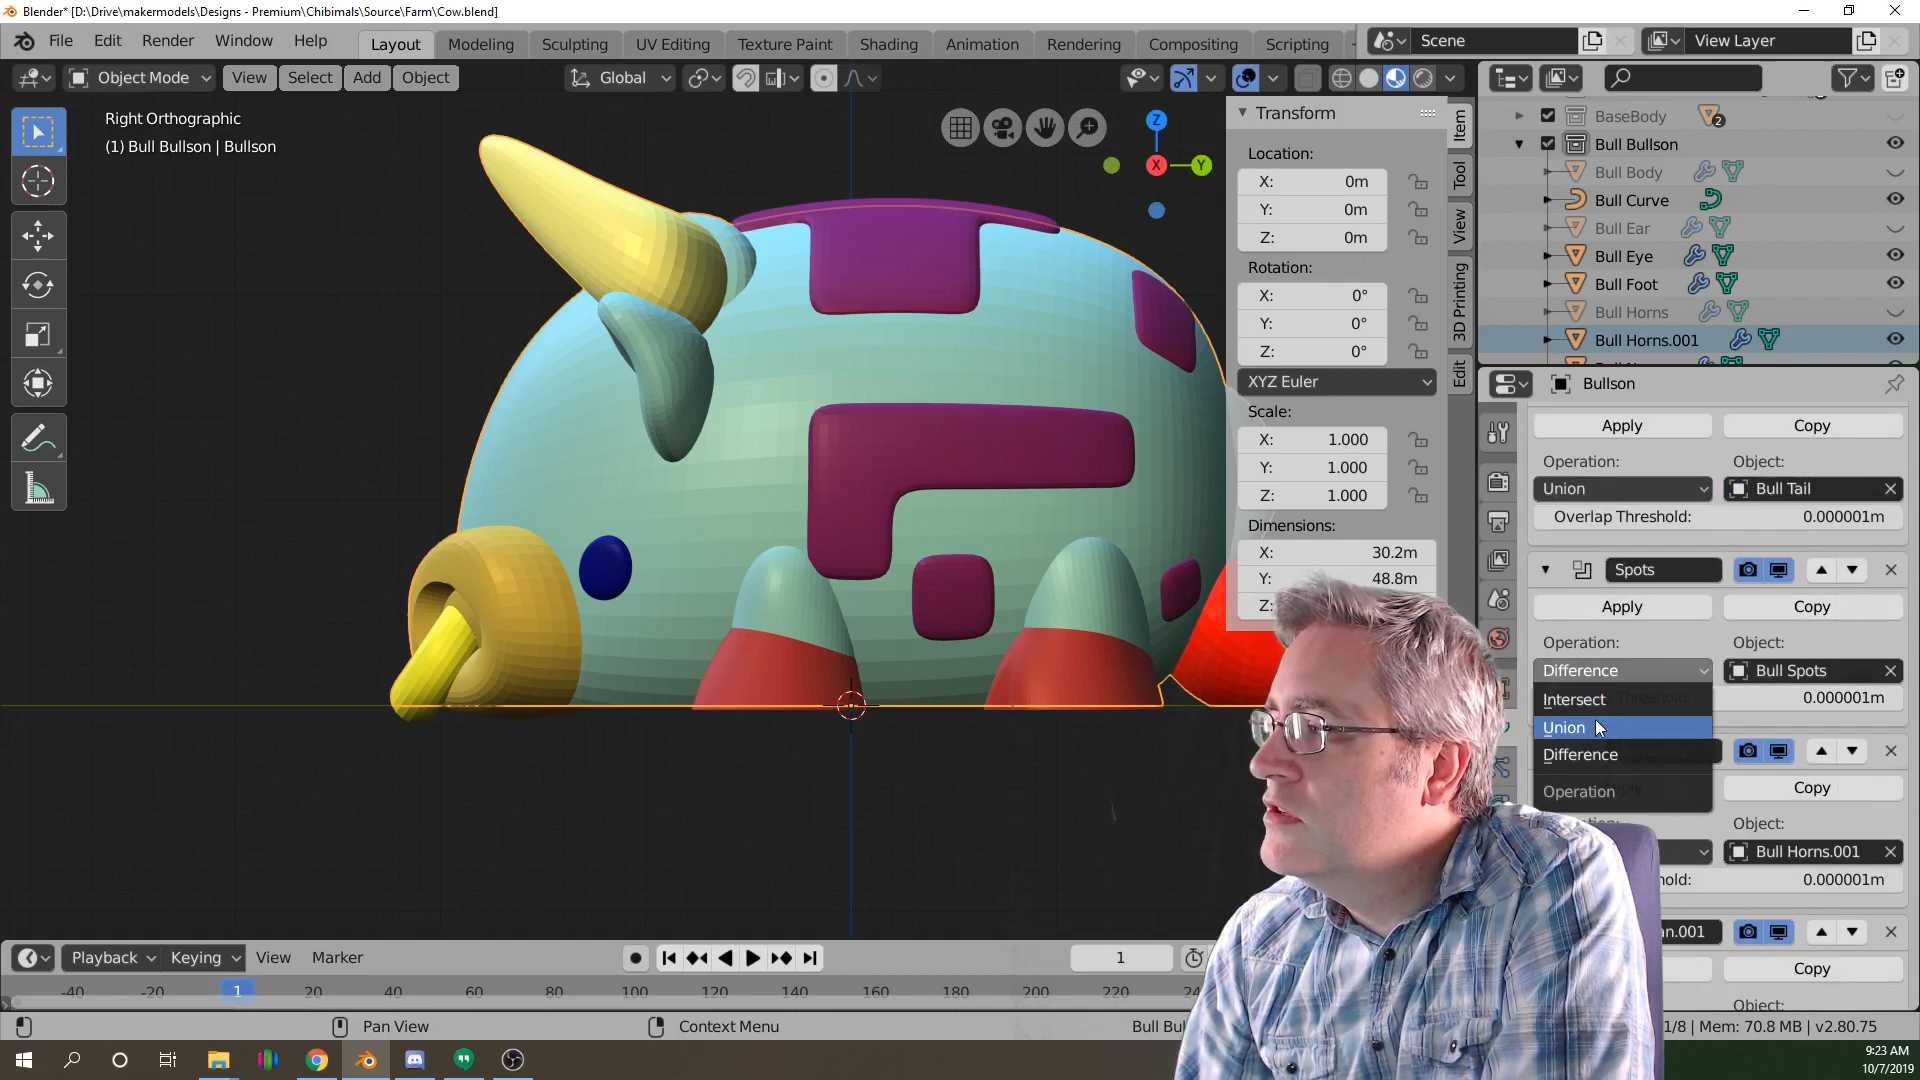 Blender* [D:\Drive\makermodels\Designs - Premium\Chibimals\Source\Farm\Cow.blend]
File Edit Render Window Help Layout Modeling Sculpting UV Editing Texture Paint Shading Animation Rendering Compositing Scripting Scene View Layer
Object Mode View Select Add Object Global
Right Orthographic
(1) Bull Bullson | Bullson
Z
X
Y
Transform
Location:
X: 0m
Y: 0m
Z: 0m
Rotation:
X: 0°
Y: 0°
Z: 0°
XYZ Euler
Scale:
X: 1.000
Y: 1.000
Z: 1.000
Dimensions:
X: 30.2m
Y: 48.8m
Z:
Item
Tool
View
3D Printing
Edit
BaseBody 2
Bull Bullson
Bull Body
Bull Curve
Bull Ear
Bull Eye
Bull Foot
Bull Horns
Bull Horns.001
Bullson
Apply Copy
Operation: Object:
Union Bull Tail
Overlap Threshold: 0.000001m
Spots
Apply Copy
Operation: Object:
Difference Bull Spots
Intersect 0.000001m
Union
Difference
Operation Copy
Object:
Bull Horns.001
hold: 0.000001m
an.001
Copy
Object:
Playback Keying View Marker 1
-40 -20 1 20 40 60 80 100 120 140 160 180 200 220 24
Pan View Context Menu Bull Bul 1/8 | Mem: 70.8 MB | v2.80.75
9:23 AM
10/7/2019